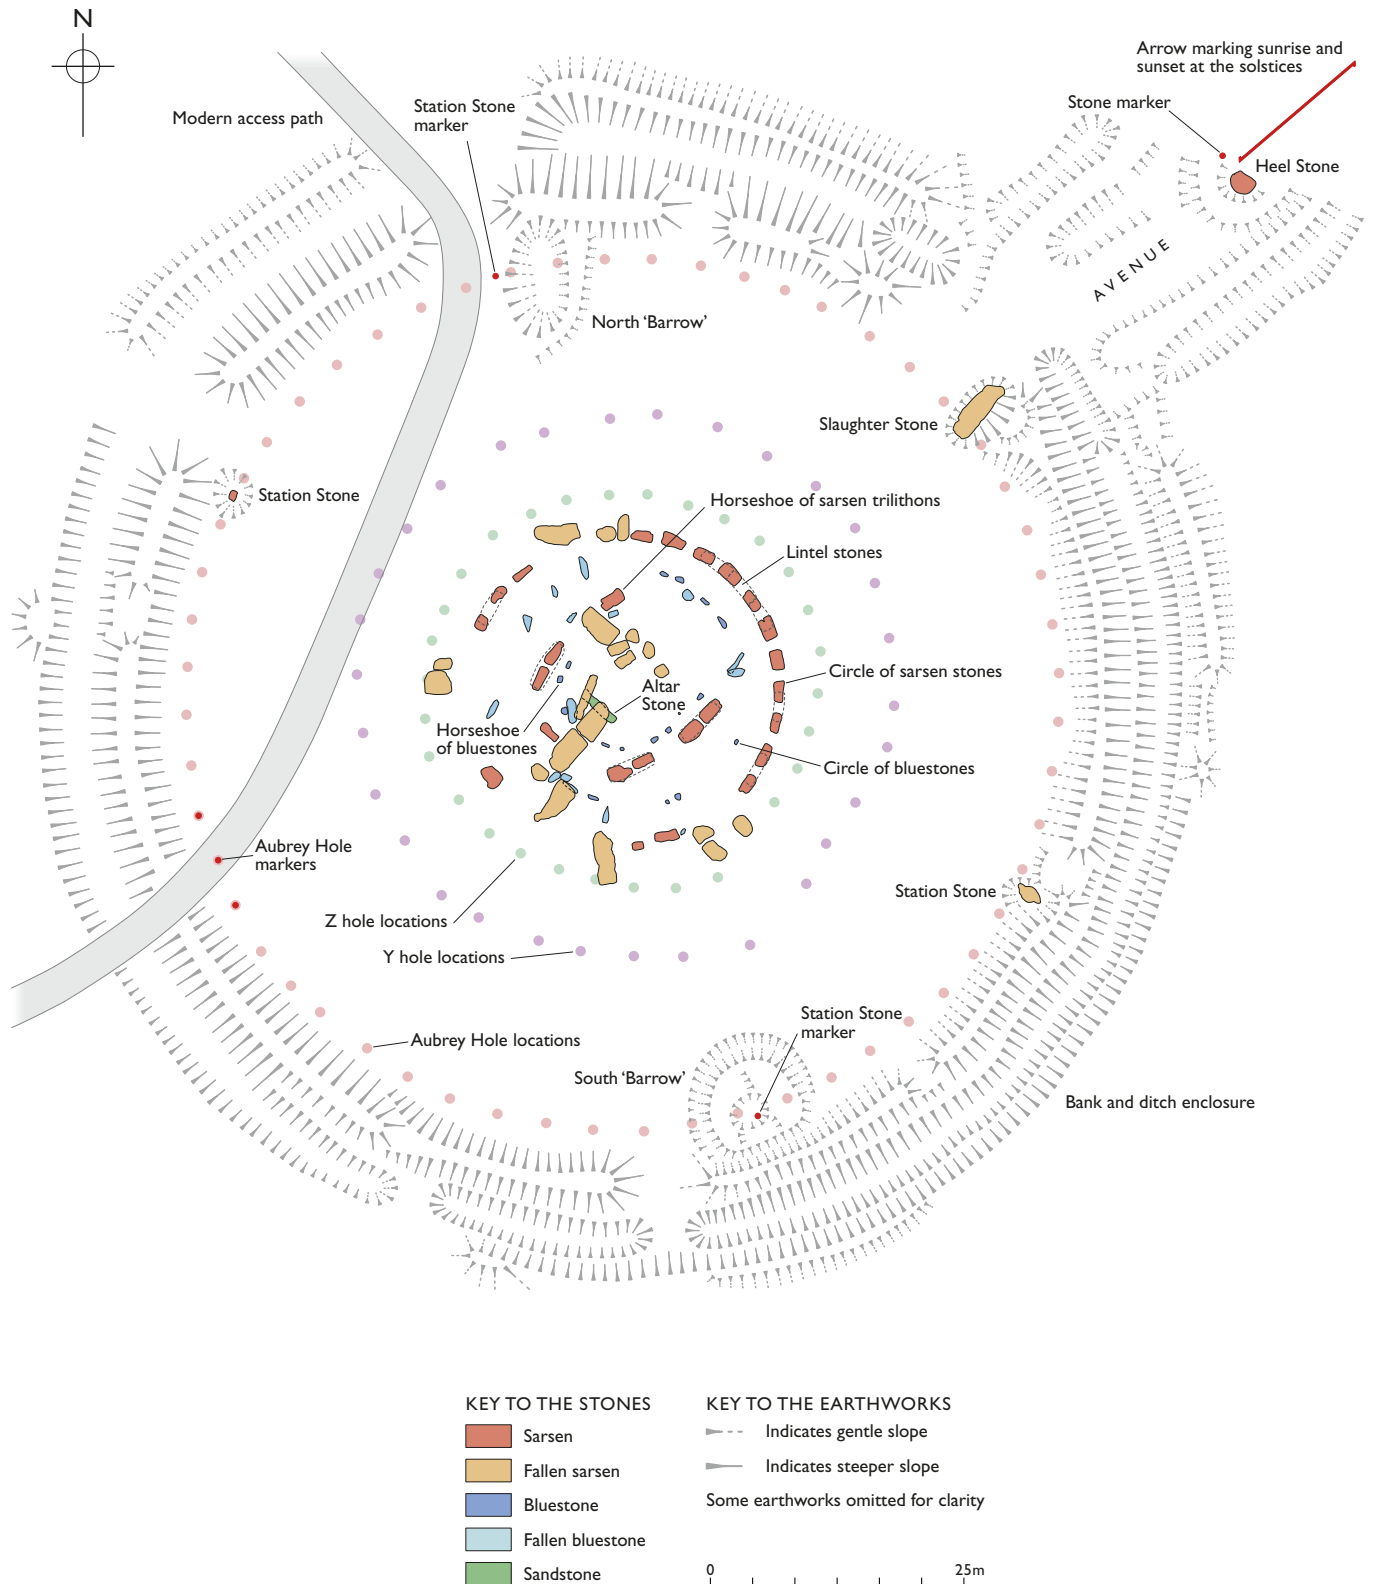 N
Arrow marking sunrise and
sunset at the solstices
Stone marker
Station Stone
marker
Modern access path
Heel Stone
AVENUE
North ‘Barrow’
Slaughter Stone
Station Stone
Horseshoe of sarsen trilithons
Lintel stones
Circle of sarsen stones
Altar
Stone
Horseshoe
of bluestones
Circle of bluestones
Aubrey Hole
markers
Station Stone
Z hole locations
Y hole locations
Station Stone
marker
Aubrey Hole locations
South ‘Barrow’
Bank and ditch enclosure
KEY TO THE STONES
Sarsen
Fallen sarsen
Bluestone
Fallen bluestone
Sandstone
KEY TO THE EARTHWORKS
Indicates gentle slope
Indicates steeper slope
Some earthworks omitted for clarity
0 25m